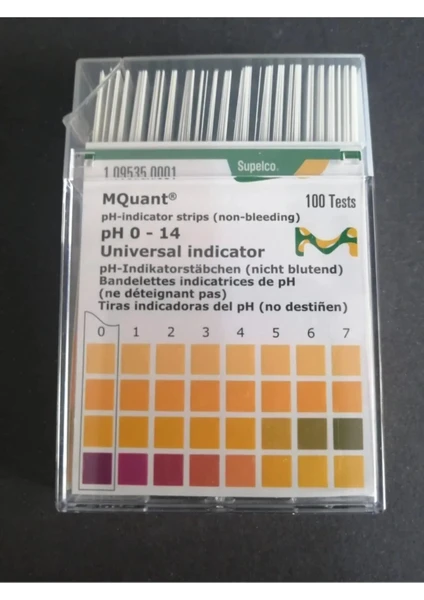 1.09535.0001
Supelco.
MQuant® 100 Tests
pH-indicator strips (non-bleeding)
pH 0 - 14
Universal indicator
pH-Indikatorstäbchen (nicht blutend)
Bandelettes indicatrices de pH
(ne déteignant pas)
Tiras indicadoras del pH (no destiñen)
0 1 2 3 4 5 6 7